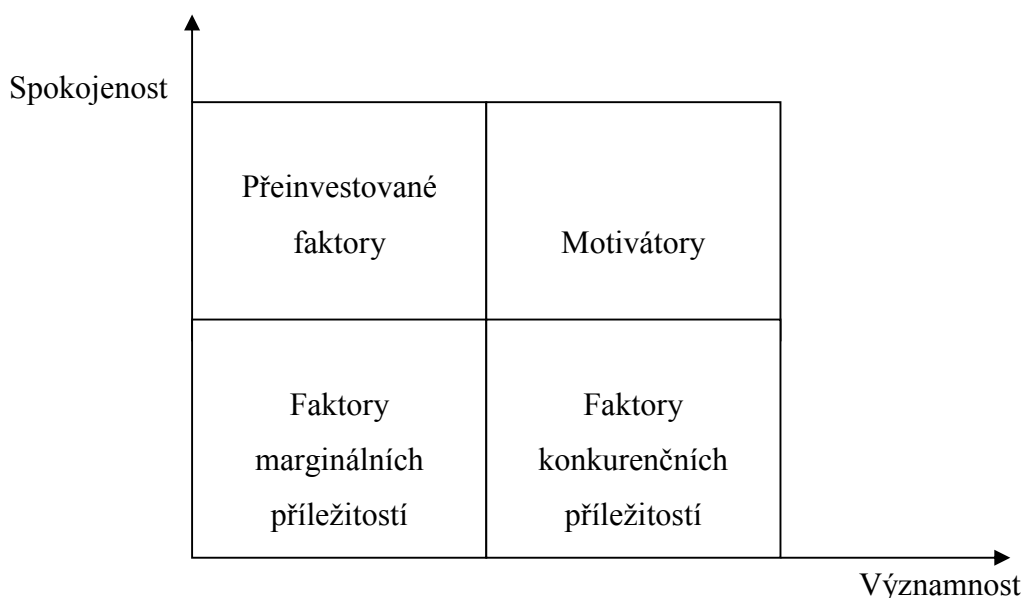 Spokojenost
Přeinvestované
faktory
Motivátory
Faktory
marginálních
příležitostí
Faktory
konkurenčních
příležitostí
Významnost